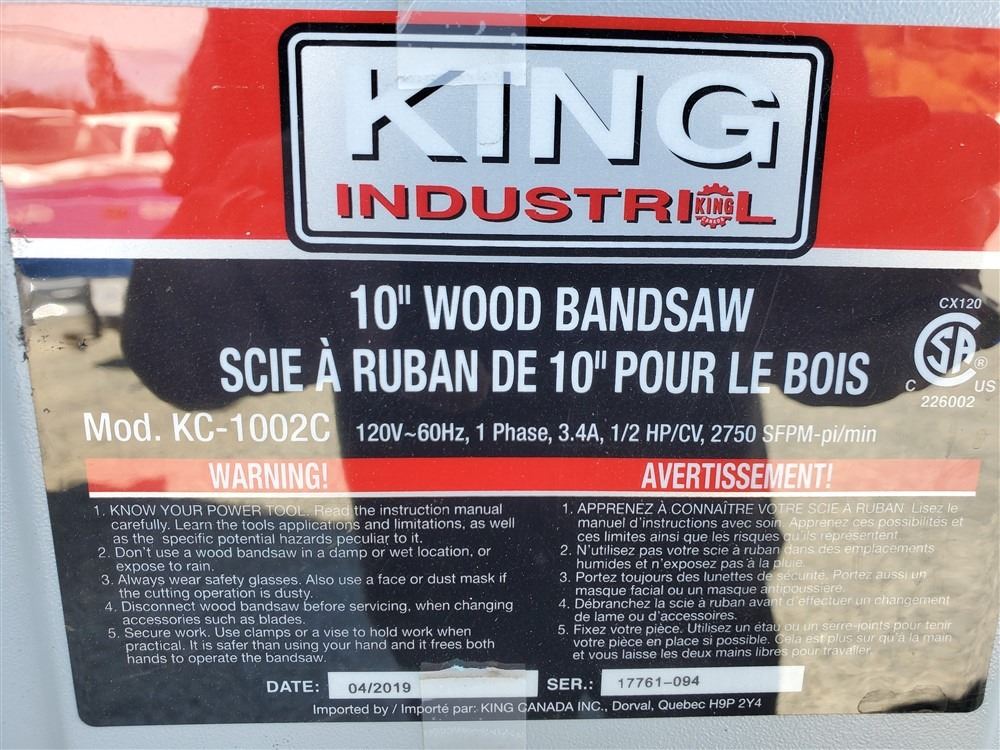 KING
INDUSTRIAL
KING
CANADA
10" WOOD BANDSAW
SCIE À RUBAN DE 10" POUR LE BOIS
CX120
CSA
®
C US
226002
Mod. KC-1002C 120V~60Hz, 1 Phase, 3.4A, 1/2 HP/CV, 2750 SFPM-pi/min
WARNING!
1. KNOW YOUR POWER TOOL. Read the instruction manual
carefully. Learn the tools applications and limitations, as well
as the specific potential hazards peculiar to it.
2. Don't use a wood bandsaw in a damp or wet location, or
expose to rain.
3. Always wear safety glasses. Also use a face or dust mask if
the cutting operation is dusty.
4. Disconnect wood bandsaw before servicing, when changing
accessories such as blades.
5. Secure work. Use clamps or a vise to hold work when
practical. It is safer than using your hand and it frees both
hands to operate the bandsaw.
AVERTISSEMENT!
1. APPRENEZ À CONNAÎTRE VOTRE SCIE À RUBAN. Lisez le
manuel d'instructions avec soin. Apprenez ces possibilités et
ces limites ainsi que les risques qu'ils représentent.
2. N'utilisez pas votre scie à ruban dans des emplacements
humides et n'exposez pas à la pluie.
3. Portez toujours des lunettes de sécurité. Portez aussi un
masque facial ou un masque antipoussière.
4. Débranchez la scie à ruban avant d'effectuer un changement
de lame ou d'accessoires.
5. Fixez votre pièce. Utilisez un étau ou un serre-joints pour tenir
votre pièce en place si possible. Cela est plus sur qu'à la main
et vous laisse les deux mains libres pour travailler.
DATE: 04/2019 SER.: 17761-094
Imported by / Importé par: KING CANADA INC., Dorval, Quebec H9P 2Y4